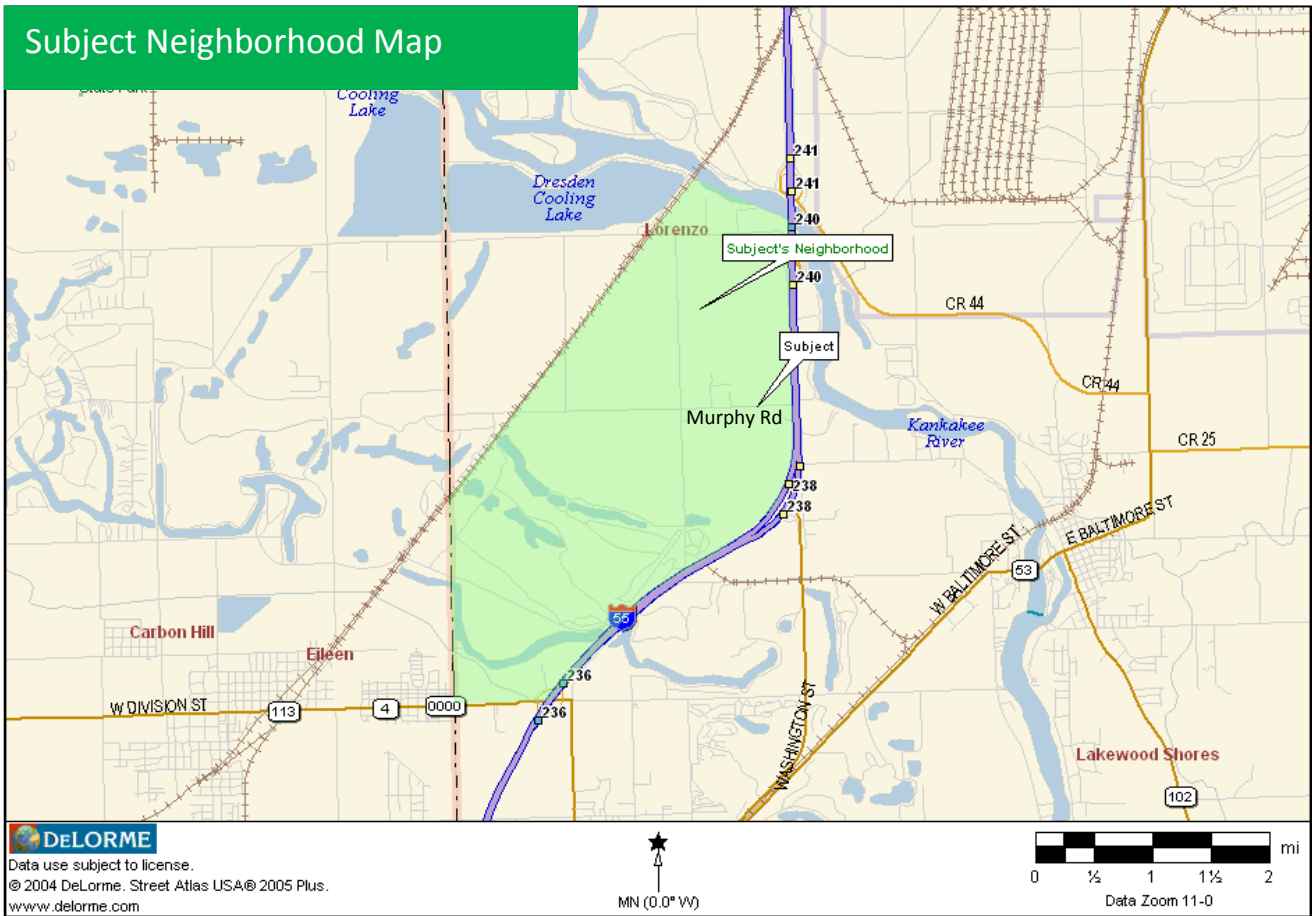 Subject Neighborhood Map
State Park
Cooling
Lake
Dresden
Cooling
Lake
Lorenzo
241
241
240
Subject's Neighborhood
240
CR 44
Subject
CR 44
Murphy Rd
Kankakee
River
CR 25
238
238
E BALTIMORE ST
W BALTIMORE ST
53
55
Carbon Hill
Eileen
236
W DIVISION ST
113
4
0000
236
WASHINGTON ST
Lakewood Shores
102
DELORME
Data use subject to license.
© 2004 DeLorme. Street Atlas USA® 2005 Plus.
www.delorme.com
MN (0.0° W)
mi
0 ½ 1 1½ 2
Data Zoom 11-0